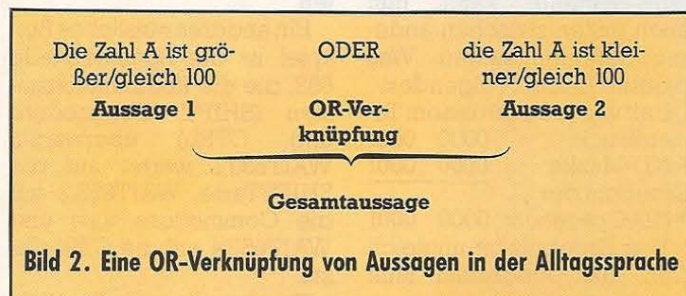 Die Zahl A ist grö- ODER die Zahl A ist klei-
ßer/gleich 100 ner/gleich 100
Aussage 1 OR-Ver- Aussage 2
knüpfung
Gesamtaussage
Bild 2. Eine OR-Verknüpfung von Aussagen in der Alltagssprache